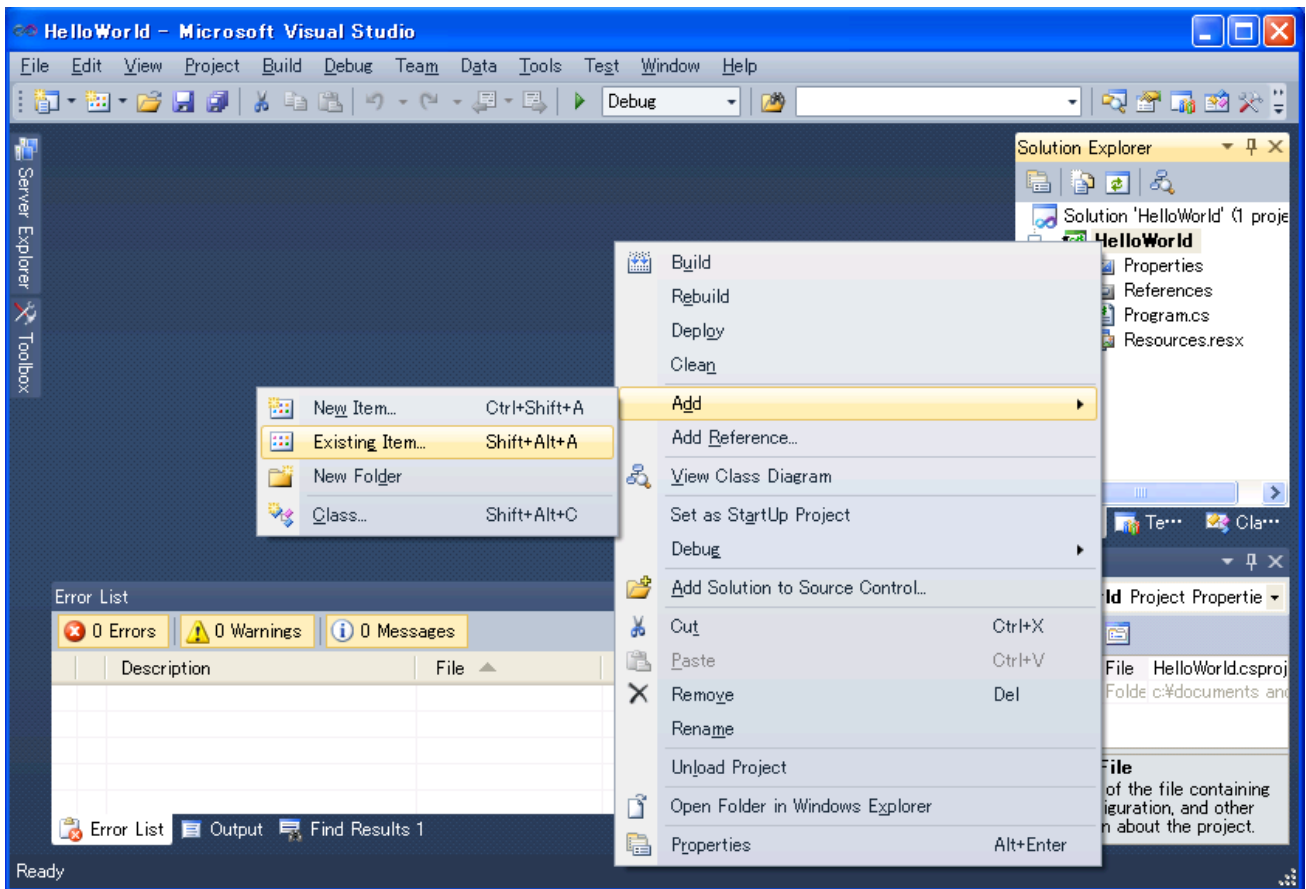 HelloWorld - Microsoft Visual Studio
File Edit View Project Build Debug Team Data Tools Test Window Help
Debug
Server Explorer
Toolbox
Solution Explorer
Solution 'HelloWorld' (1 proje
HelloWorld
Properties
References
Program.cs
Resources.resx
Build
Rebuild
Deploy
Clean
Add
Add Reference...
View Class Diagram
Set as StartUp Project
Debug
Add Solution to Source Control...
Cut Ctrl+X
Paste Ctrl+V
Remove Del
Rename
Unload Project
Open Folder in Windows Explorer
Properties Alt+Enter
New Item... Ctrl+Shift+A
Existing Item... Shift+Alt+A
New Folder
Class... Shift+Alt+C
Te... Cla...
ld Project Propertie
File HelloWorld.csproj
Folde c:¥documents and
File
of the file containing
iguration, and other
n about the project.
Error List
0 Errors 0 Warnings 0 Messages
Description File
Error List Output Find Results 1
Ready